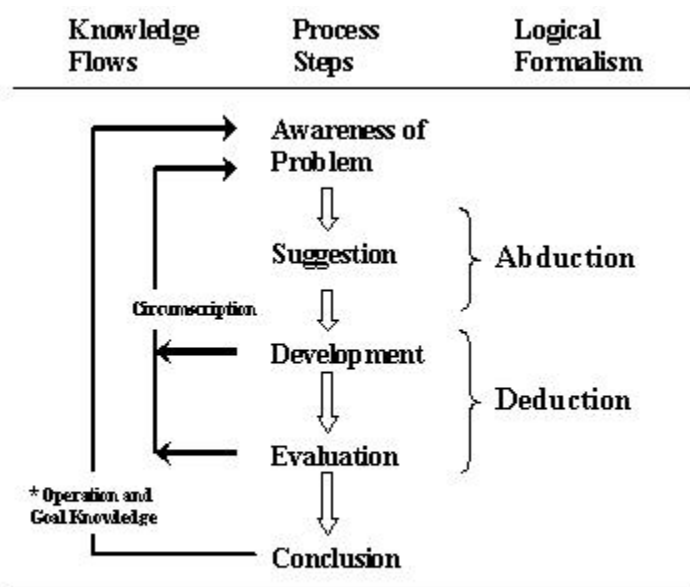 Knowledge Flows
Process Steps
Logical Formalism
Awareness of
Problem
Suggestion
Abduction
Circumscription
Development
Deduction
Evaluation
* Operation and
Goal Knowledge
Conclusion